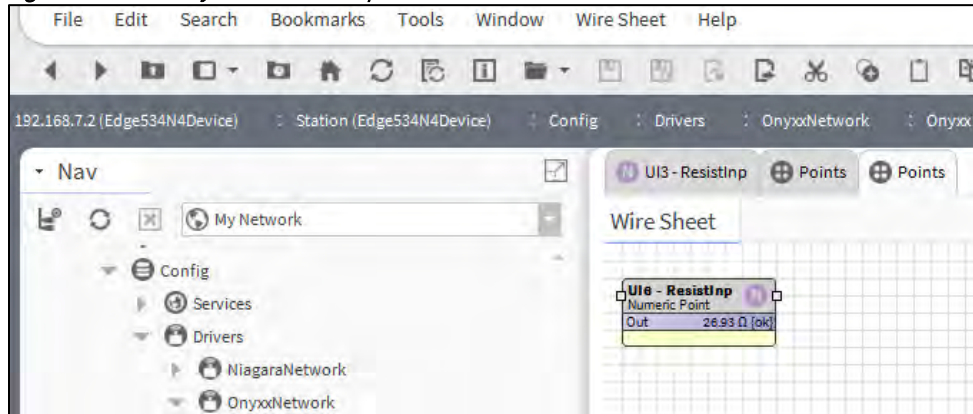 File Edit Search Bookmarks Tools Window Wire Sheet Help
192.168.7.2 (Edge534N4Device) : Station (Edge534N4Device) : Config : Drivers : OnyxxNetwork : Onyxx
Nav
UI3 - ResistInp Points Points
My Network
Wire Sheet
Config
Services
Drivers
NiagaraNetwork
OnyxxNetwork
UI6 - ResistInp
N
Numeric Point
Out 26.93 Ω {ok}